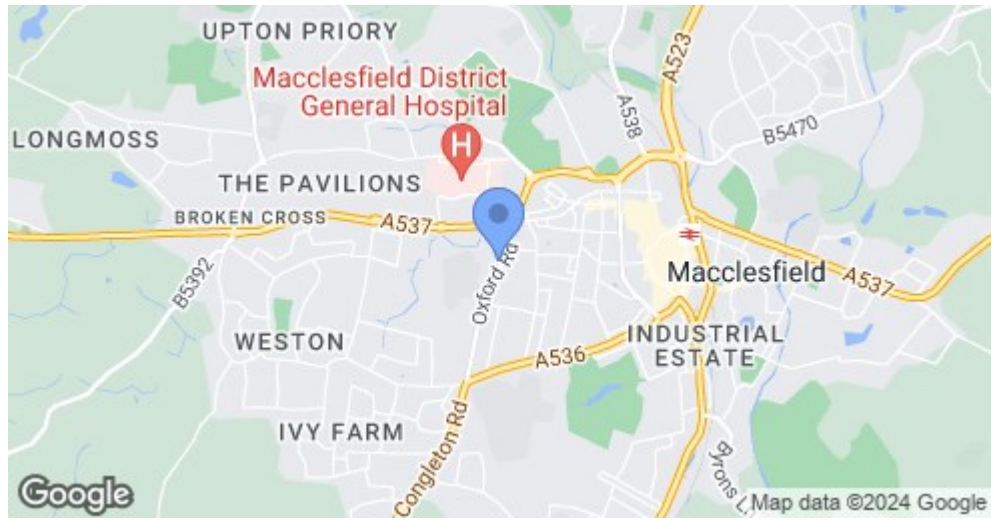 UPTON PRIORY
A523
Macclesfield District
General Hospital
H
A538
B5470
LONGMOSS
THE PAVILIONS
BROKEN CROSS
A537
Oxford Rd
B5392
Macclesfield
A537
WESTON
INDUSTRIAL
ESTATE
A536
IVY FARM
Congleton Rd
Byrons L
Google
Map data ©2024 Google